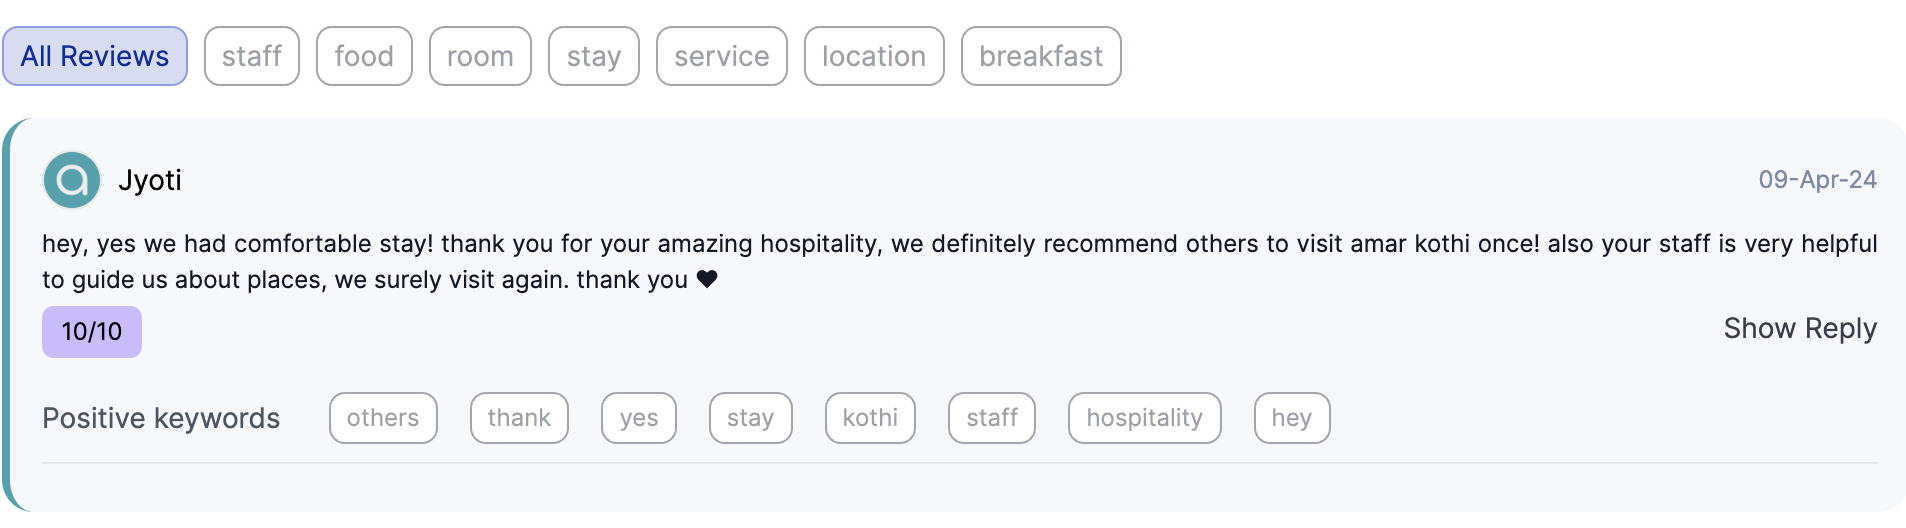 All Reviews staff food room stay service location breakfast
Jyoti 09-Apr-24
hey, yes we had comfortable stay! thank you for your amazing hospitality, we definitely recommend others to visit amar kothi once! also your staff is very helpful
to guide us about places, we surely visit again. thank you ♥
10/10 Show Reply
Positive keywords others thank yes stay kothi staff hospitality hey